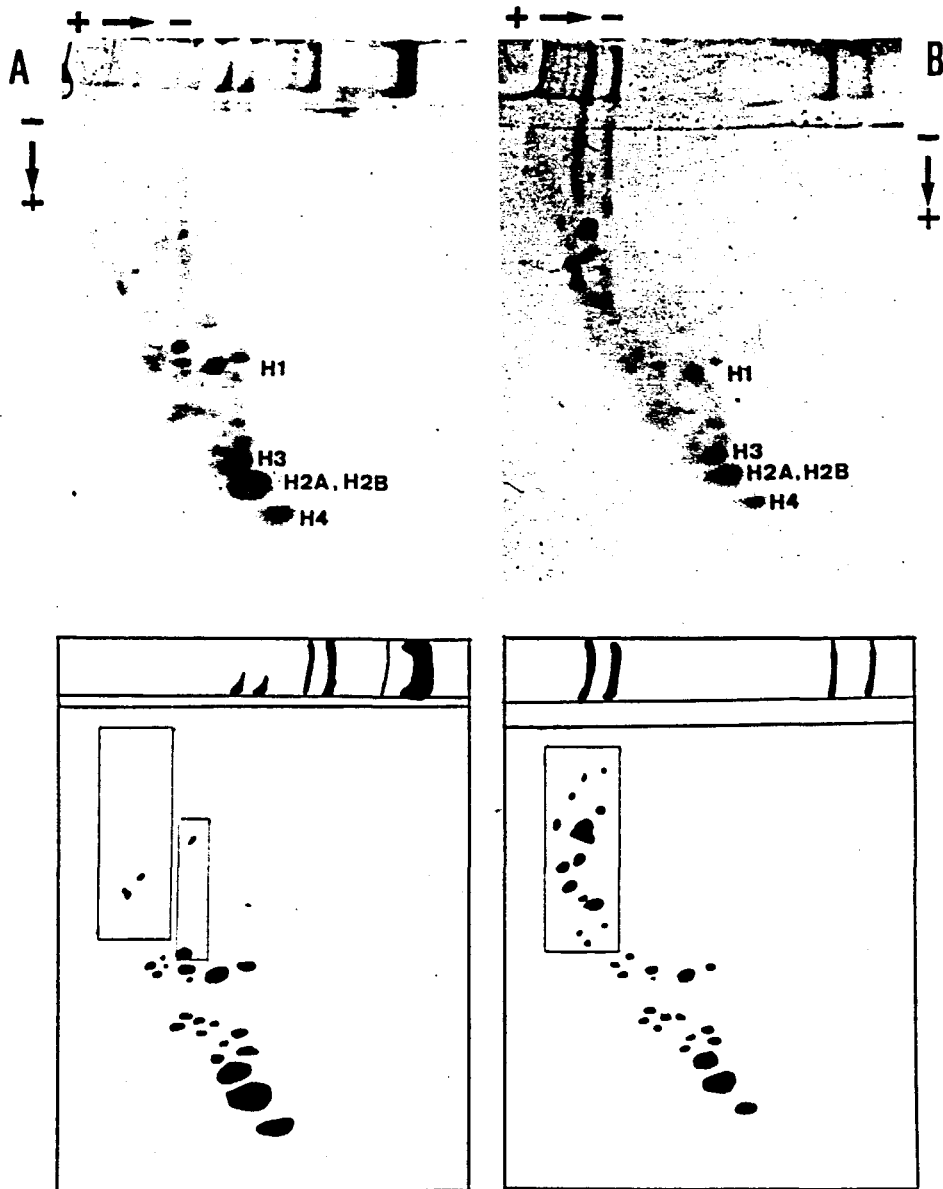 + → -
+ → -
A
B
-
↓
+
-
↓
+
H1
H3
H2A, H2B
H4
H1
H3
H2A, H2B
H4